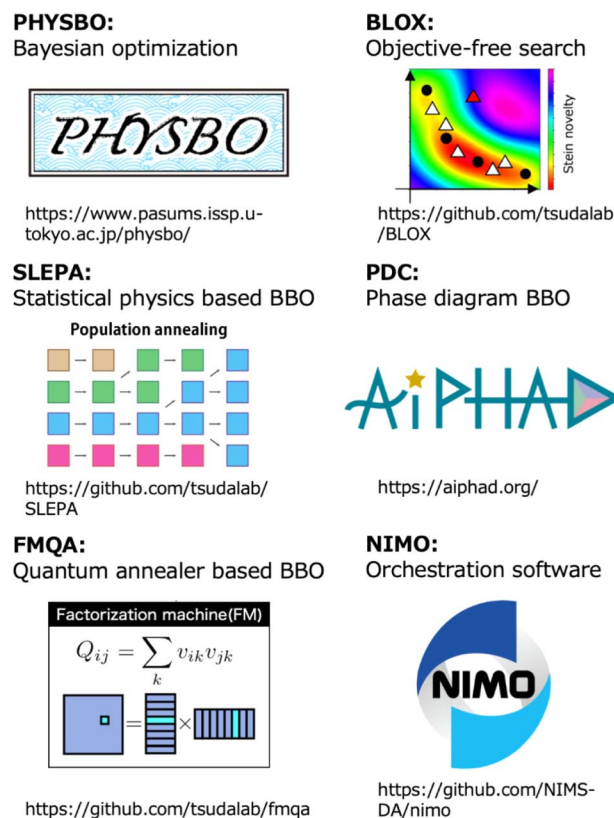 PHYSBO:
Bayesian optimization
PHYSBO
https://www.pasums.issp.u-
tokyo.ac.jp/physbo/
BLOX:
Objective-free search
Stein novelty
https://github.com/tsudalab
/BLOX
SLEPA:
Statistical physics based BBO
Population annealing
https://github.com/tsudalab/
SLEPA
PDC:
Phase diagram BBO
AiPHAD
https://aiphad.org/
FMQA:
Quantum annealer based BBO
Factorization machine(FM)
Q_{ij} = \sum_k v_{ik} v_{jk}
=
×
https://github.com/tsudalab/fmqa
NIMO:
Orchestration software
NIMO
https://github.com/NIMS-
DA/nimo